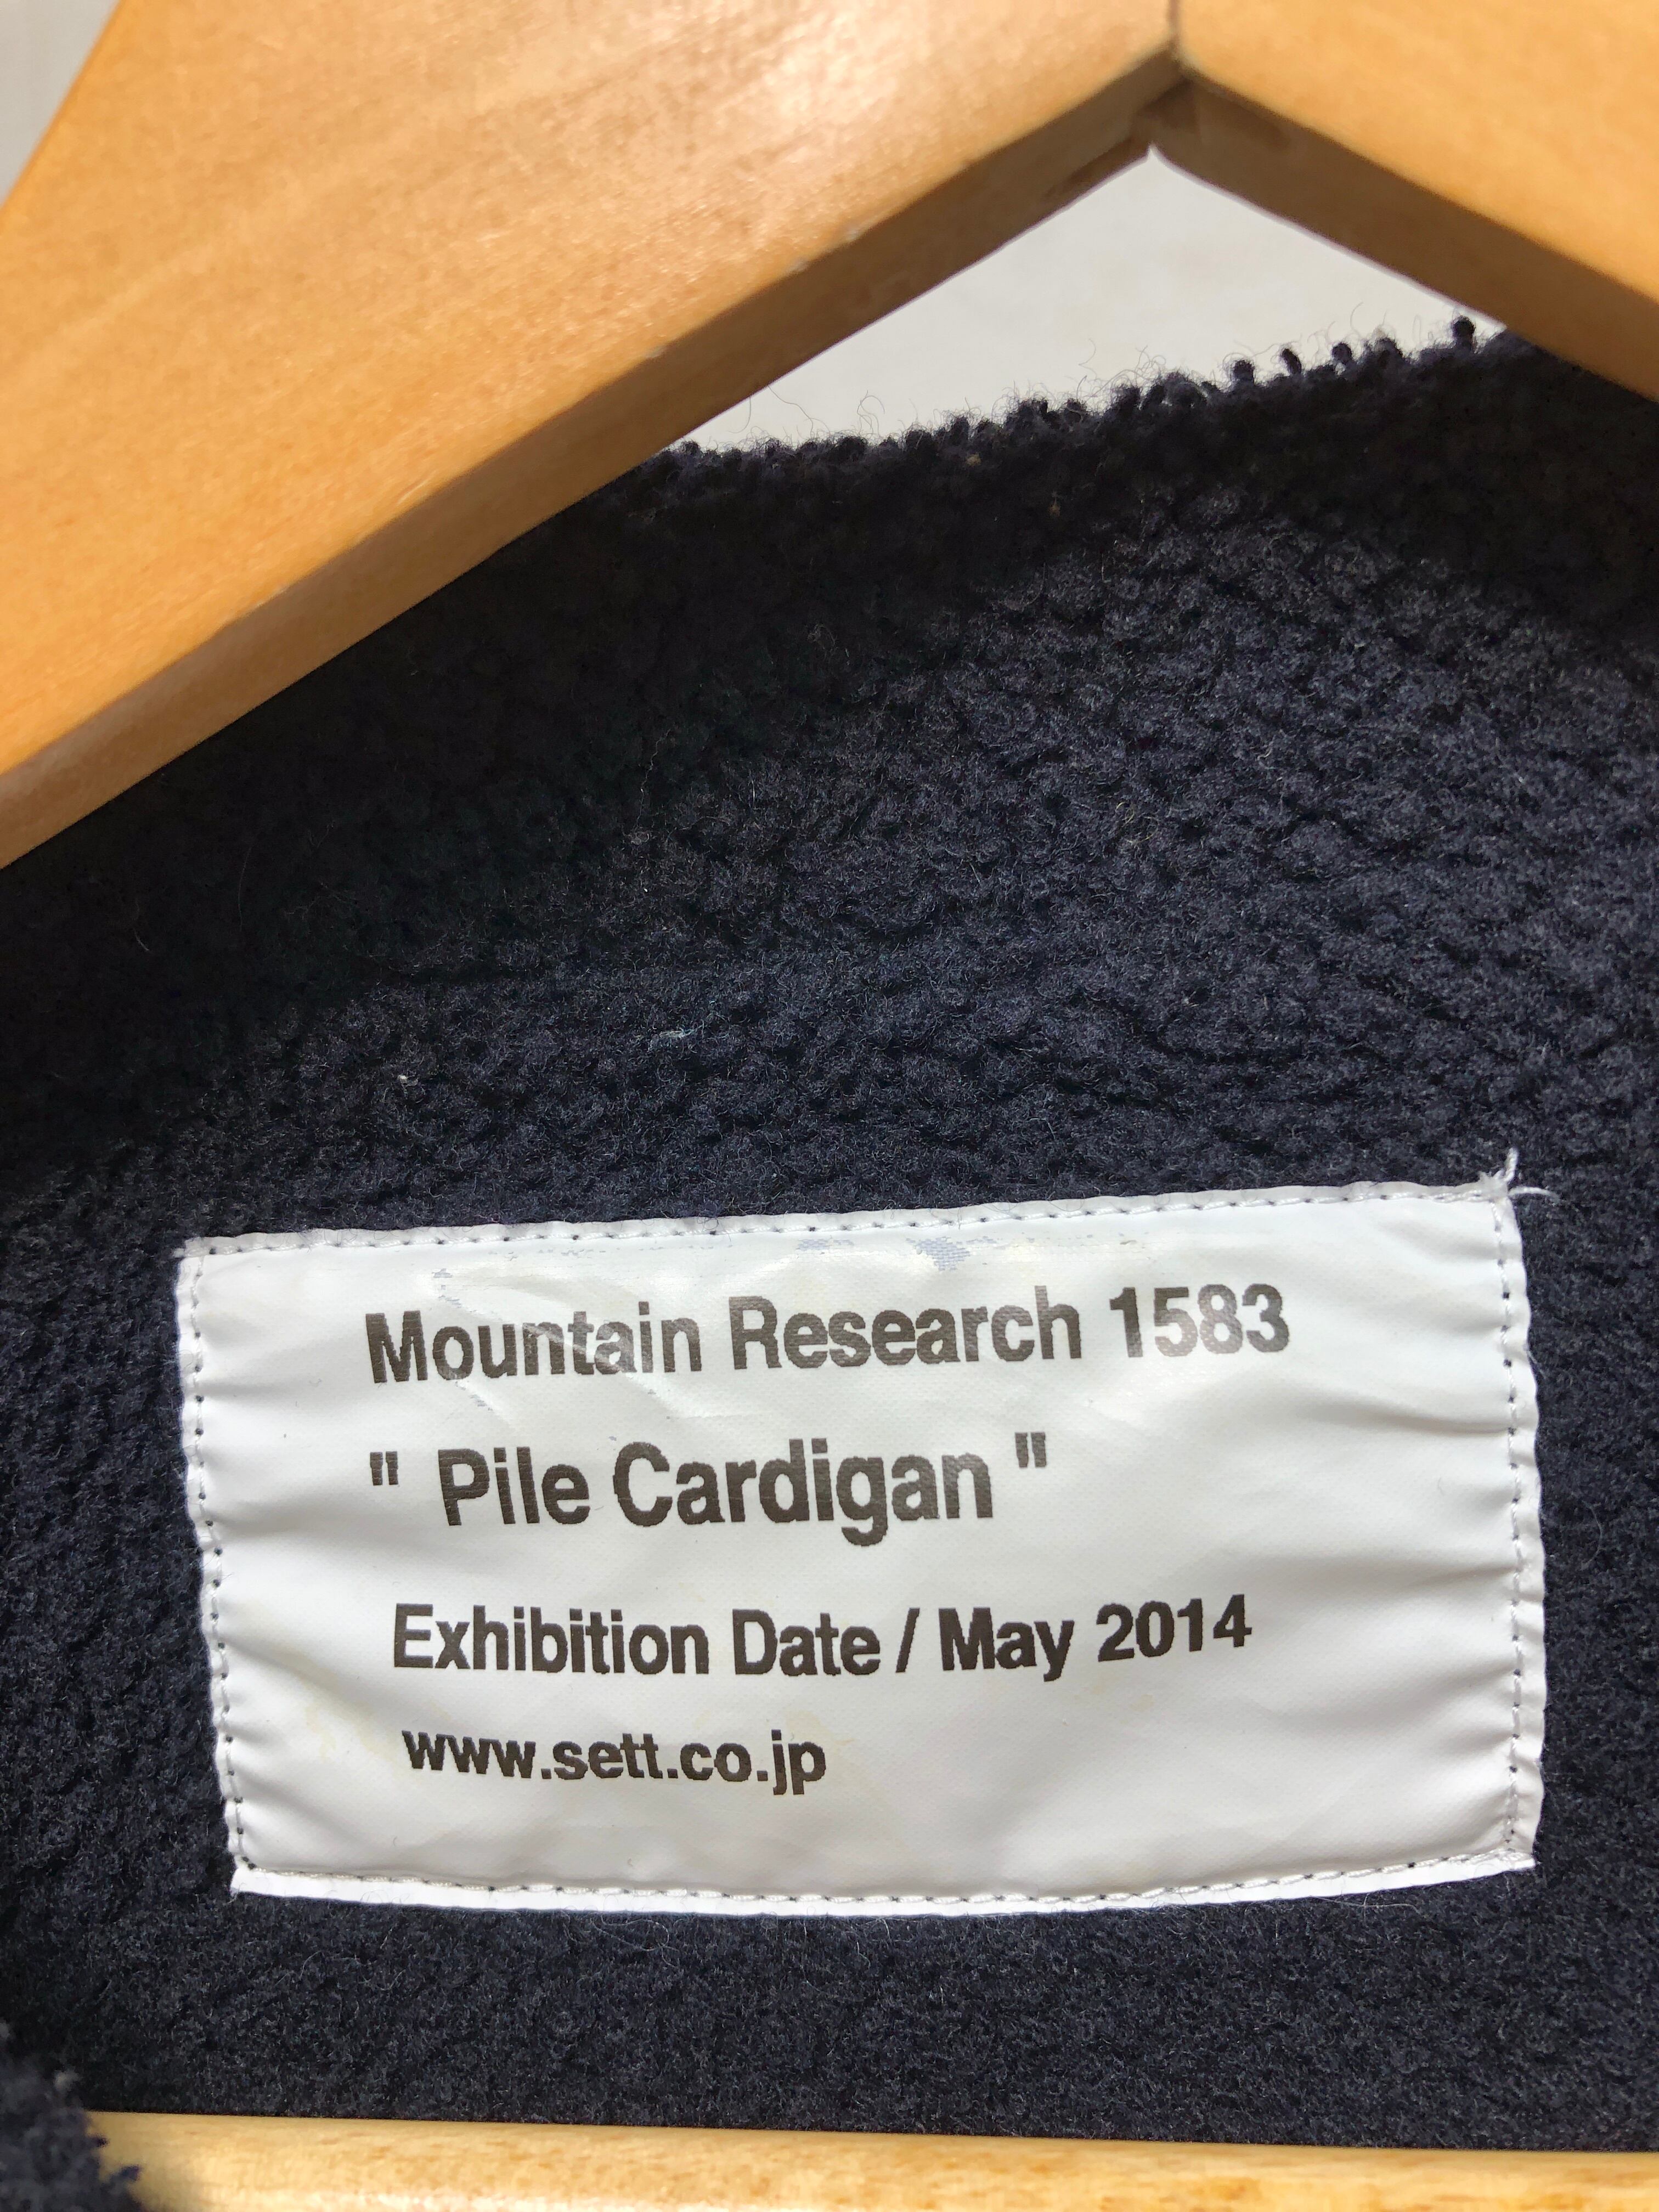 Mountain Research 1583
" Pile Cardigan "
Exhibition Date / May 2014
www.sett.co.jp